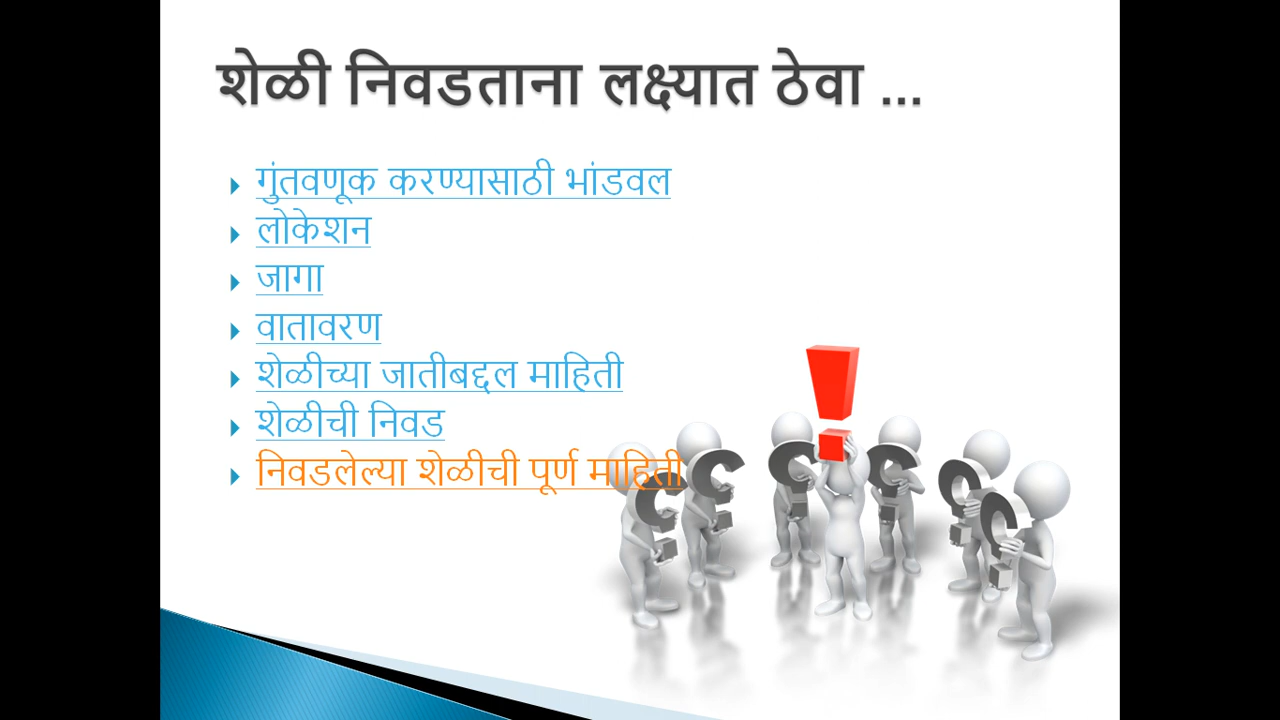 शेळी निवडताना लक्ष्यात ठेवा ...
गुंतवणूक करण्यासाठी भांडवल
लोकेशन
जागा
वातावरण
शेळीच्या जातीबद्दल माहिती
शेळीची निवड
निवडलेल्या शेळीची पूर्ण माहिती